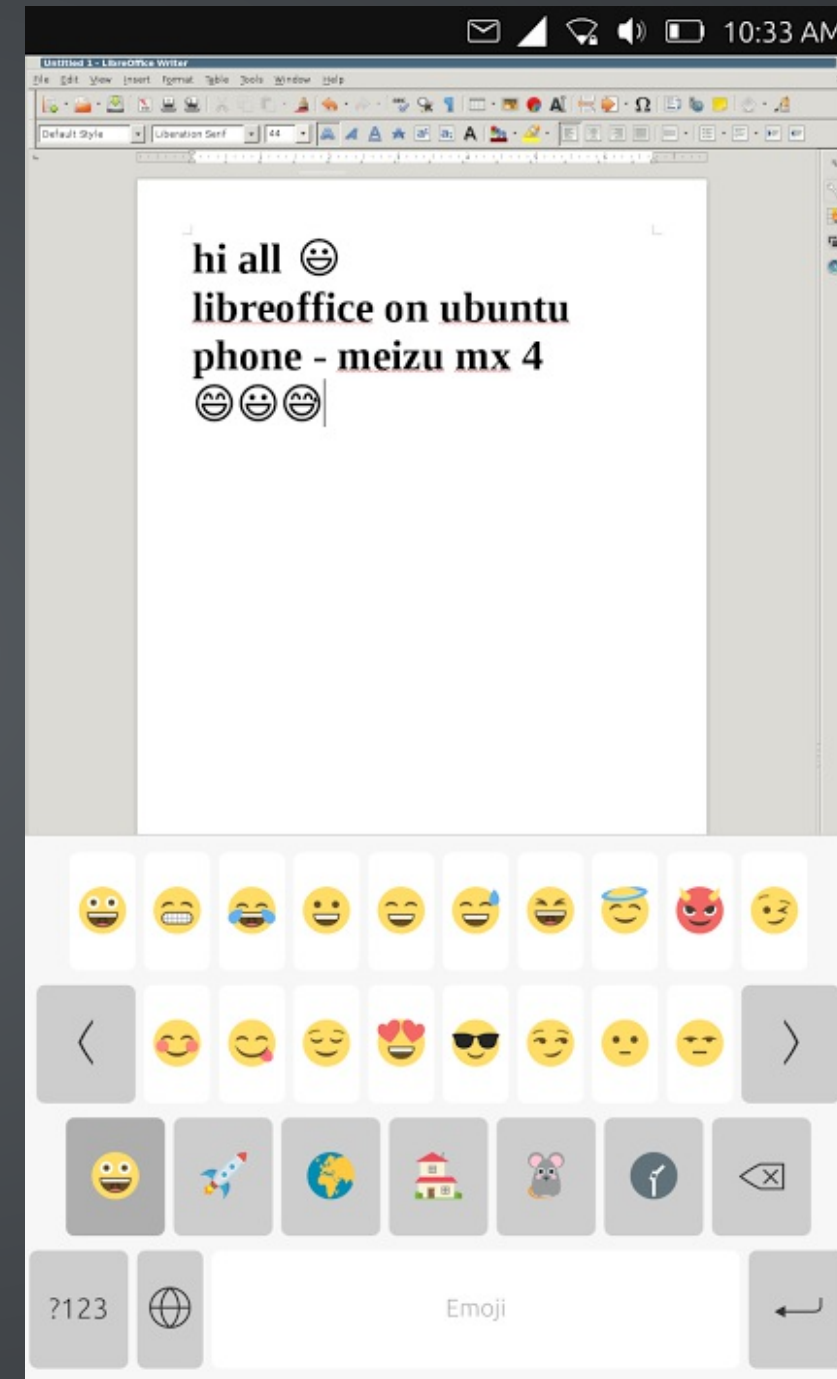 10:33 AM
Untitled 1 - LibreOffice Writer
File Edit View Insert Format Table Tools Window Help
Default Style Liberation Serif 44
hi all 😃
libreoffice on ubuntu
phone - meizu mx 4
😄😃😅
?123 Emoji